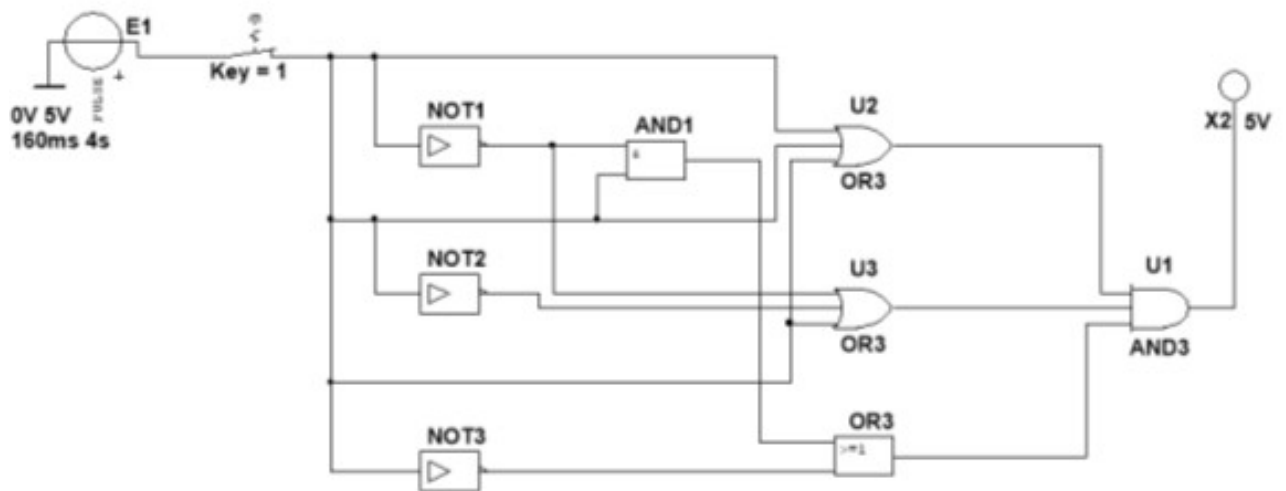 E1
Key = 1
PULSE
+
0V 5V
160ms 4s
NOT1
AND1
&
U2
OR3
X2 5V
NOT2
U3
OR3
U1
AND3
NOT3
OR3
>=1